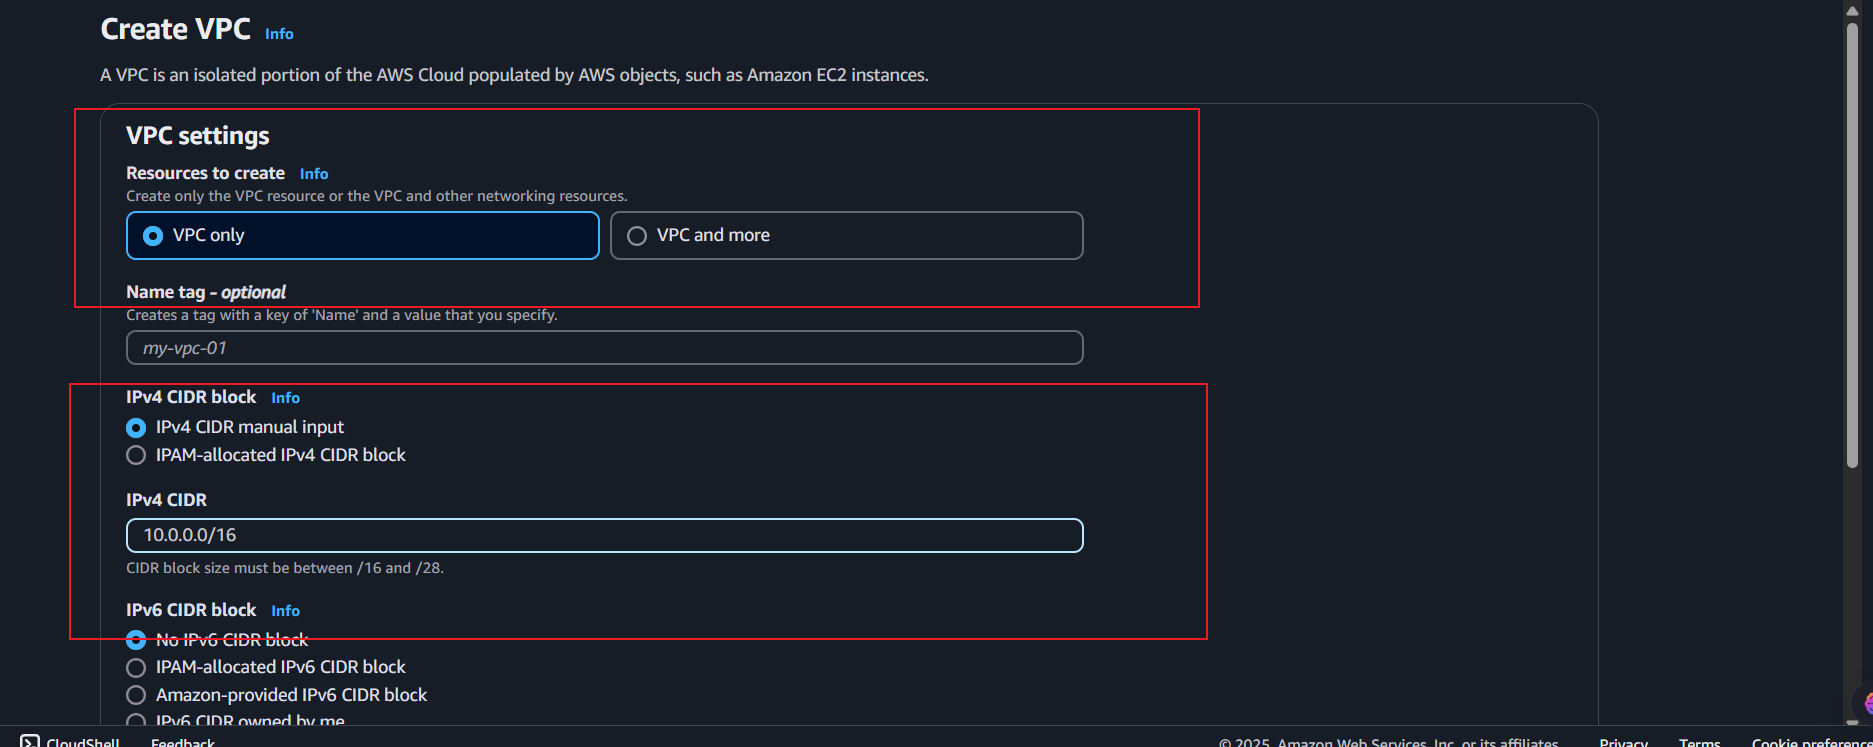 Create VPC Info
A VPC is an isolated portion of the AWS Cloud populated by AWS objects, such as Amazon EC2 instances.
VPC settings
Resources to create Info
Create only the VPC resource or the VPC and other networking resources.
VPC only VPC and more
Name tag - optional
Creates a tag with a key of 'Name' and a value that you specify.
my-vpc-01
IPv4 CIDR block Info
IPv4 CIDR manual input
IPAM-allocated IPv4 CIDR block
IPv4 CIDR
10.0.0.0/16
CIDR block size must be between /16 and /28.
IPv6 CIDR block Info
No IPv6 CIDR block
IPAM-allocated IPv6 CIDR block
Amazon-provided IPv6 CIDR block
IPv6 CIDR owned by me
CloudShell Feedback © 2025, Amazon Web Services, Inc. or its affiliates. Privacy Terms Cookie preference